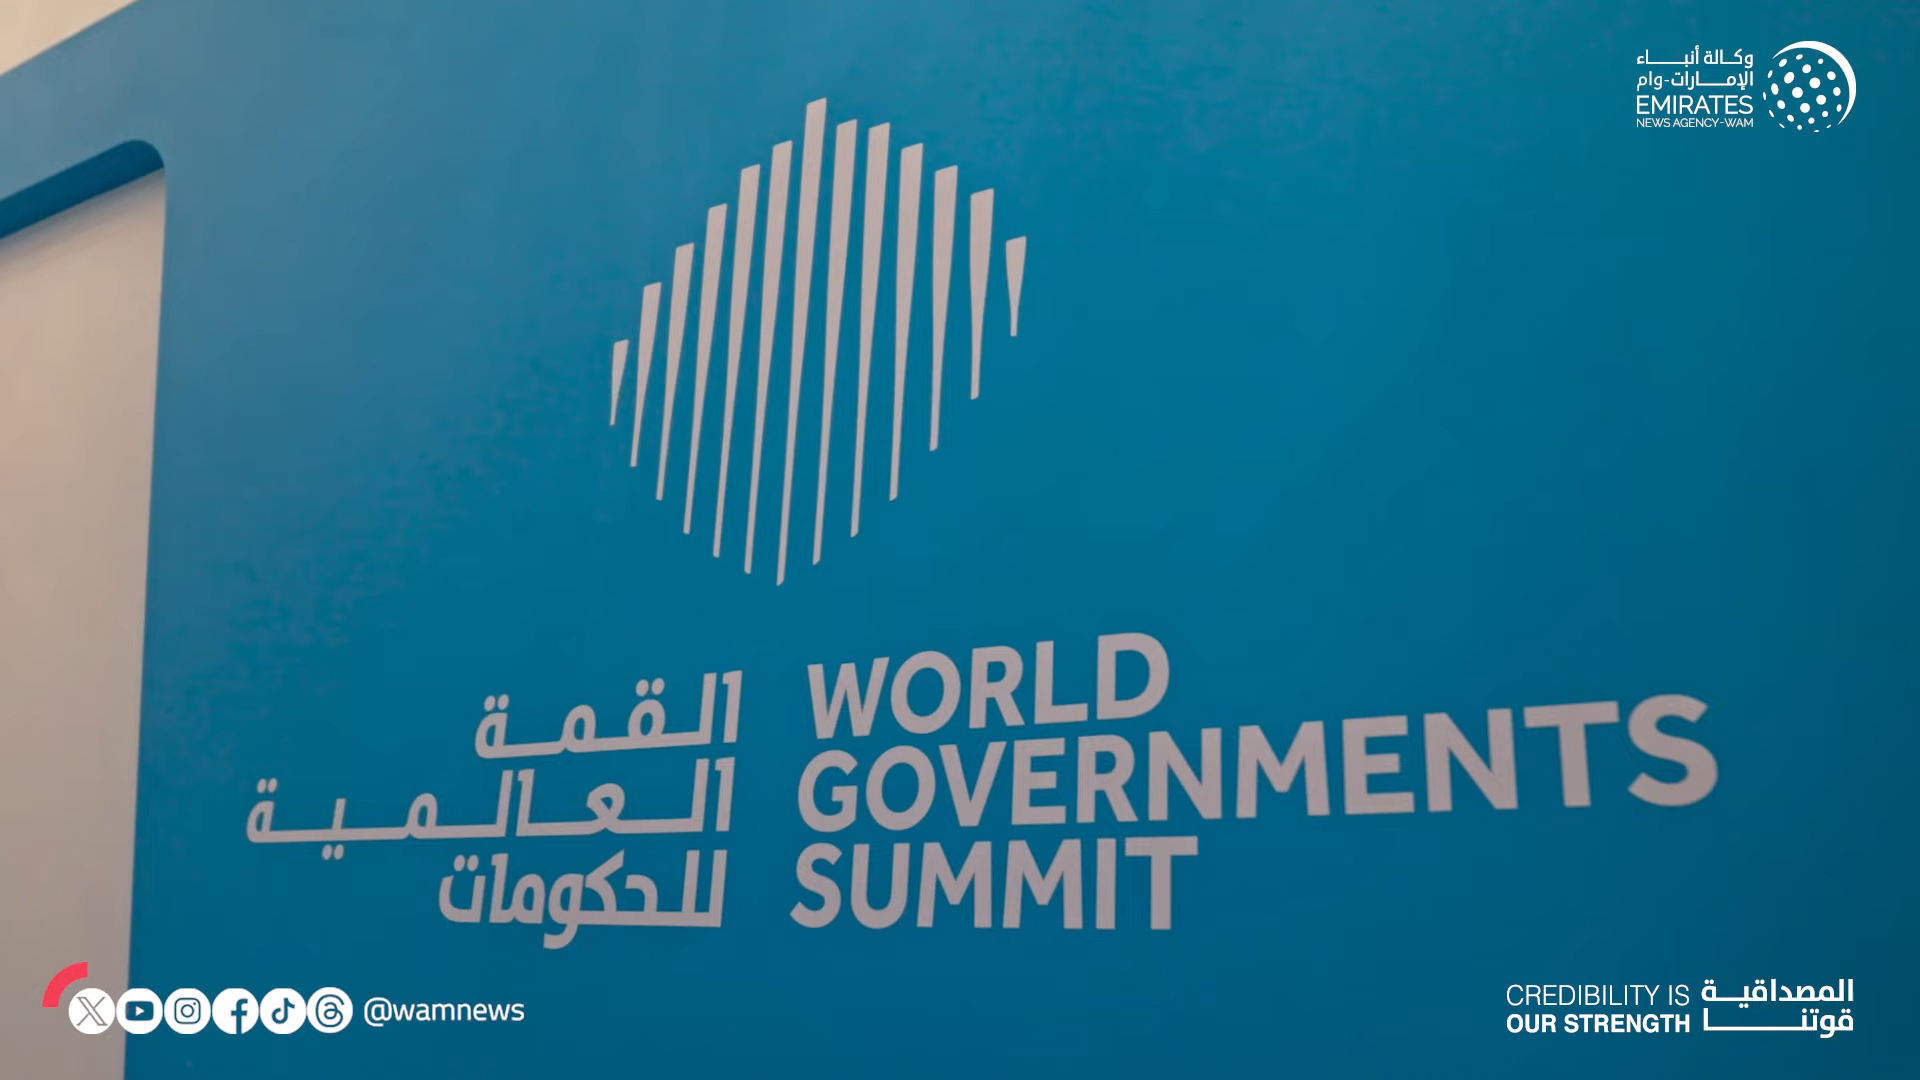 وكالة أنباء
الإمارات-وام
EMIRATES
NEWS AGENCY-WAM
القمة
العالمية
للحكومات
WORLD
GOVERNMENTS
SUMMIT
@wamnews
CREDIBILITY IS
OUR STRENGTH
المصداقية
قوتنا